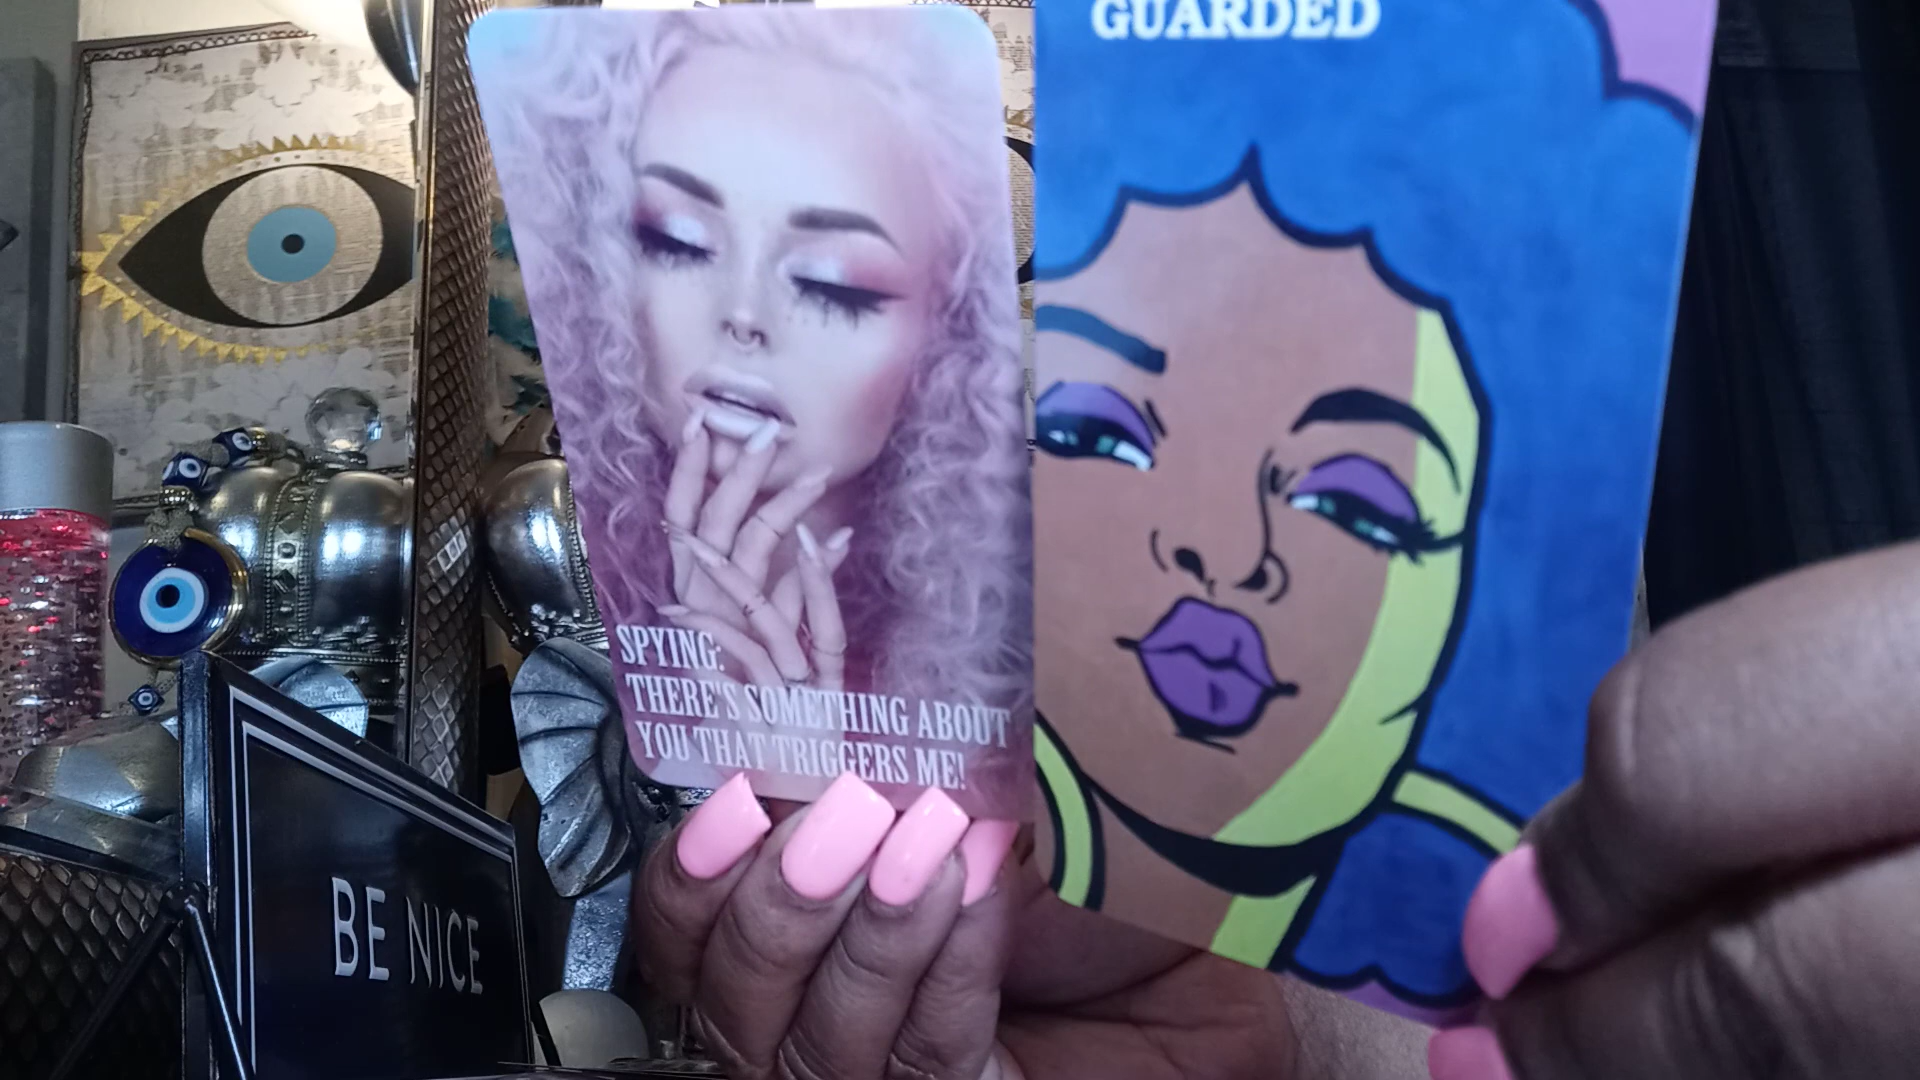 GUARDED
SPYING:
THERE'S SOMETHING ABOUT
YOU THAT TRIGGERS ME!
BE NICE